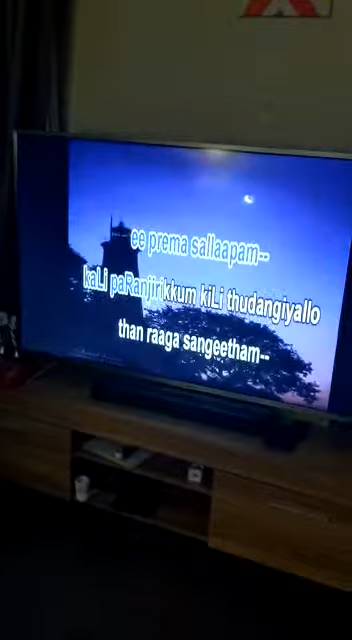 ee prema sallaapam--
kaLi paRanjirikkum kiLi thudangiyallo
than raaga sangeetham--